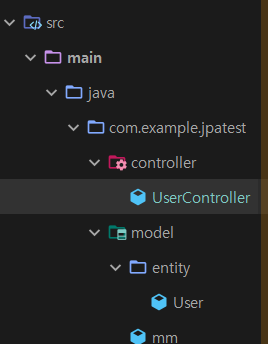 src
main
java
com.example.jpatest
controller
UserController
model
entity
User
mm